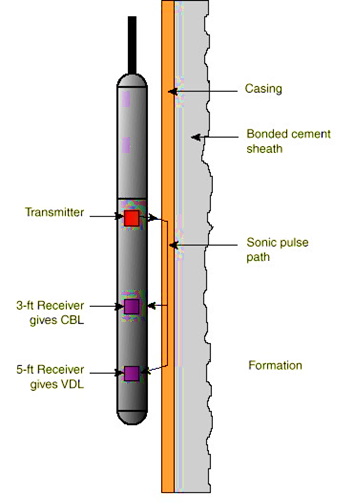 Casing
Bonded cement
sheath
Transmitter
Sonic pulse
path
3-ft Receiver
gives CBL
5-ft Receiver
gives VDL
Formation